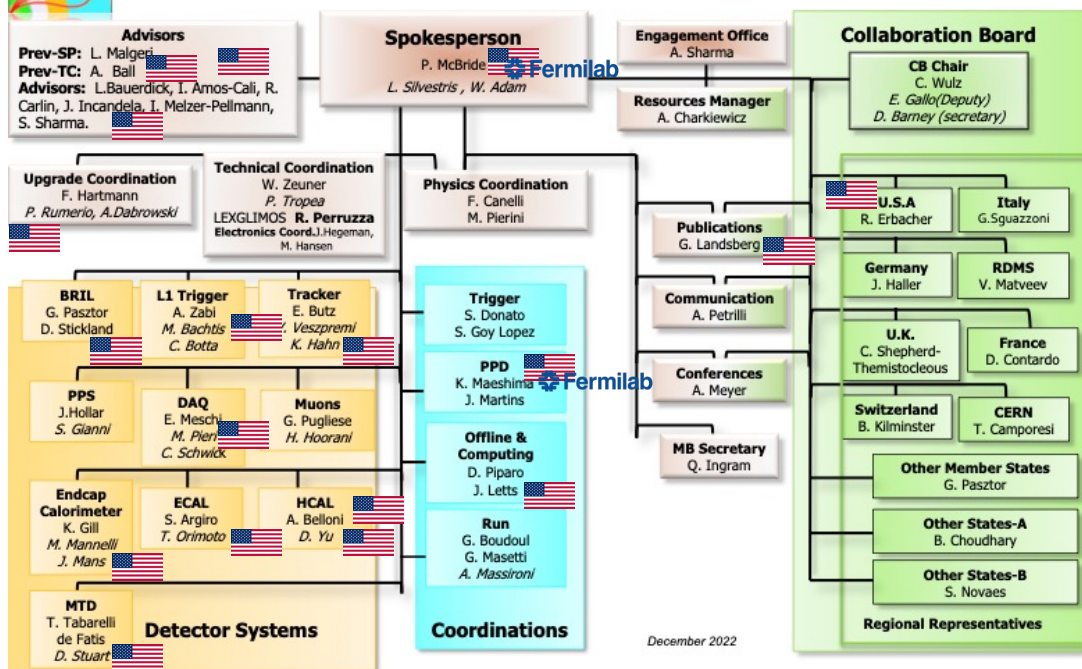 Advisors
Prev-SP: L. Malgeri
Prev-TC: A. Ball
Advisors: L.Bauerdick, I. Amos-Cali, R.
Carlin, J. Incandela, I. Melzer-Pellmann,
S. Sharma.
Spokesperson
P. McBride
Fermilab
L. Silvestris , W. Adam
Engagement Office
A. Sharma
Resources Manager
A. Charkiewicz
Collaboration Board
CB Chair
C. Wulz
E. Gallo(Deputy)
D. Barney (secretary)
Upgrade Coordination
F. Hartmann
P. Rumerio, A.Dabrowski
Technical Coordination
W. Zeuner
P. Tropea
LEXGLIMOS R. Perruzza
Electronics Coord.J.Hegeman,
M. Hansen
Physics Coordination
F. Canelli
M. Pierini
Publications
G. Landsberg
Communication
A. Petrilli
Conferences
A. Meyer
MB Secretary
Q. Ingram
U.S.A
R. Erbacher
Italy
G.Sguazzoni
Germany
J. Haller
RDMS
V. Matveev
U.K.
C. Shepherd-
Themistocleous
France
D. Contardo
Switzerland
B. Kilminster
CERN
T. Camporesi
Other Member States
G. Pasztor
Other States-A
B. Choudhary
Other States-B
S. Novaes
Regional Representatives
BRIL
G. Pasztor
D. Stickland
L1 Trigger
A. Zabi
M. Bachtis
C. Botta
Tracker
E. Butz
Veszpremi
K. Hahn
PPS
J.Hollar
S. Gianni
DAQ
E. Meschi
M. Pieri
C. Schwick
Muons
G. Pugliese
H. Hoorani
Endcap
Calorimeter
K. Gill
M. Mannelli
J. Mans
ECAL
S. Argiro
T. Orimoto
HCAL
A. Belloni
D. Yu
MTD
T. Tabarelli
de Fatis
D. Stuart
Detector Systems
Trigger
S. Donato
S. Goy Lopez
PPD
K. Maeshima
Fermilab
J. Martins
Offline &
Computing
D. Piparo
J. Letts
Run
G. Boudoul
G. Masetti
A. Massironi
Coordinations
December 2022